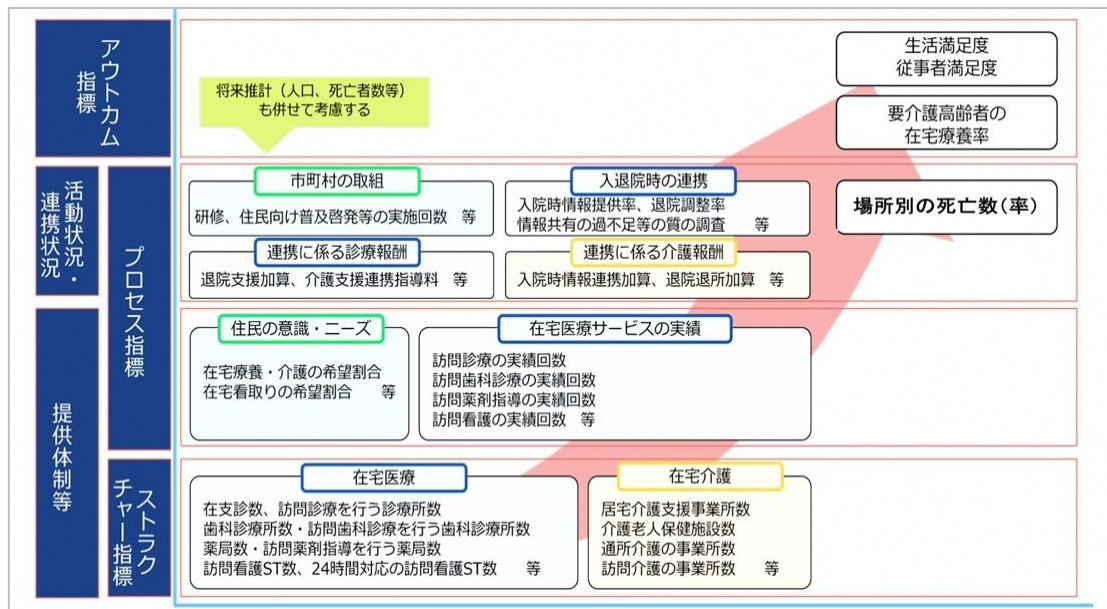 アウトカム
指標
将来推計（人口、死亡者数等）
も併せて考慮する
生活満足度
従事者満足度
要介護高齢者の
在宅療養率
活動状況・
連携状況
プロセス指標
市町村の取組
研修、住民向け普及啓発等の実施回数　等
入退院時の連携
入院時情報提供率、退院調整率
情報共有の過不足等の質の調査　等
場所別の死亡数（率）
連携に係る診療報酬
退院支援加算、介護支援連携指導料　等
連携に係る介護報酬
入院時情報連携加算、退院退所加算　等
提供体制等
住民の意識・ニーズ
在宅療養・介護の希望割合
在宅看取りの希望割合　等
在宅医療サービスの実績
訪問診療の実績回数
訪問歯科診療の実績回数
訪問薬剤指導の実績回数
訪問看護の実績回数　等
ストラク
チャー指標
在宅医療
在支診数、訪問診療を行う診療所数
歯科診療所数・訪問歯科診療を行う歯科診療所数
薬局数・訪問薬剤指導を行う薬局数
訪問看護ST数、24時間対応の訪問看護ST数　等
在宅介護
居宅介護支援事業所数
介護老人保健施設数
通所介護の事業所数
訪問介護の事業所数　等